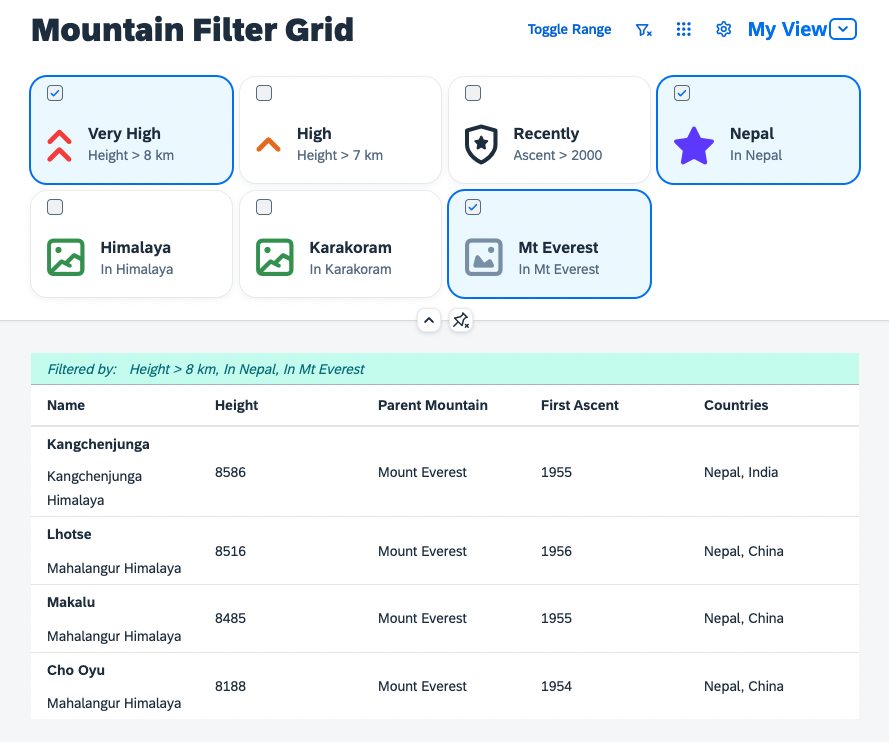 Mountain Filter Grid
Toggle Range
My View
Very High
Height > 8 km
High
Height > 7 km
Recently
Ascent > 2000
Nepal
In Nepal
Himalaya
In Himalaya
Karakoram
In Karakoram
Mt Everest
In Mt Everest
Filtered by: Height > 8 km, In Nepal, In Mt Everest
Name Height Parent Mountain First Ascent Countries
Kangchenjunga
Kangchenjunga
Himalaya
8586 Mount Everest 1955 Nepal, India
Lhotse
Mahalangur Himalaya
8516 Mount Everest 1956 Nepal, China
Makalu
Mahalangur Himalaya
8485 Mount Everest 1955 Nepal, China
Cho Oyu
Mahalangur Himalaya
8188 Mount Everest 1954 Nepal, China